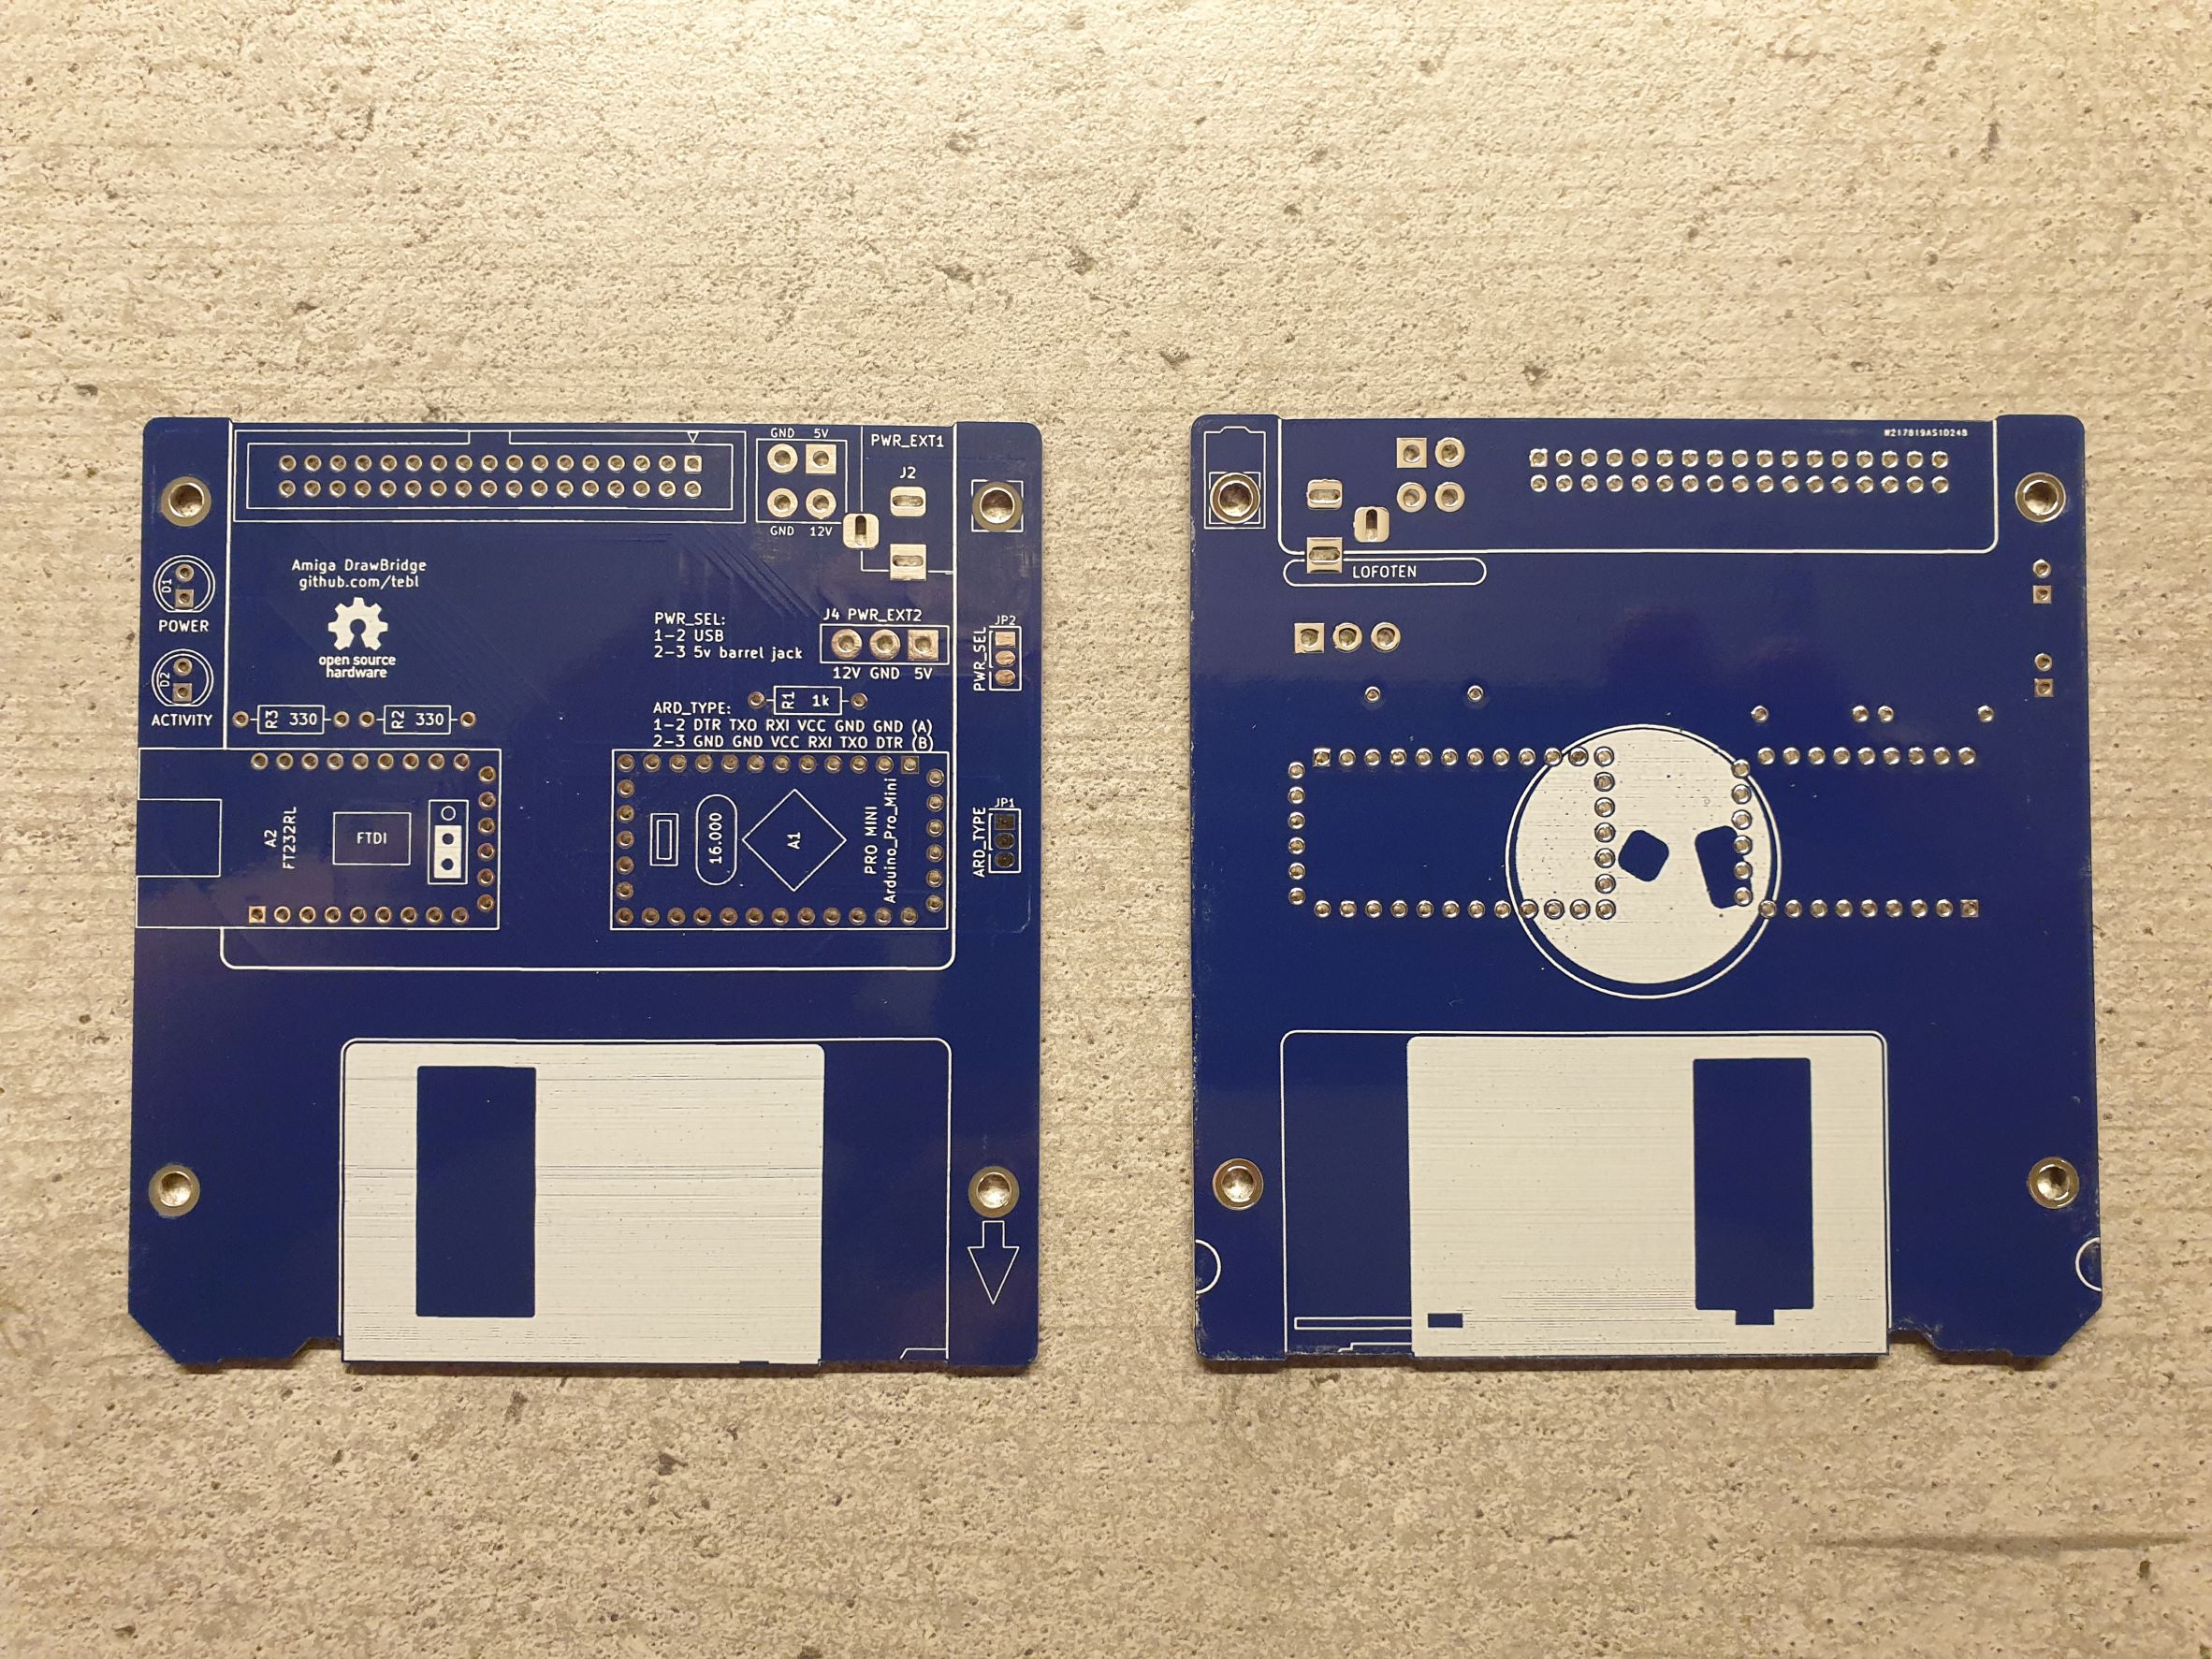 GND 5V
PWR_EXT1
J2
GND 12V
Amiga DrawBridge
github.com/tebl
open source
hardware
D1
POWER
D2
ACTIVITY
PWR_SEL:
1-2 USB
2-3 5v barrel jack
J4 PWR_EXT2
12V GND 5V
JP2
PWR_SEL
R3 330
R2 330
R1 1k
ARD_TYPE:
1-2 DTR TXO RXI VCC GND GND (A)
2-3 GND GND VCC RXI TXO DTR (B)
A2
FT232RL
FTDI
16.000
A1
PRO MINI
Arduino_Pro_Mini
JP1
ARD_TYPE
W217819AS1D24B
LOFOTEN